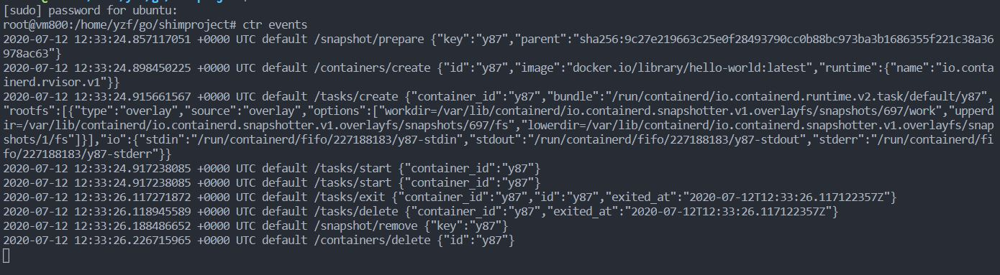 [sudo] password for ubuntu:
root@vm800:/home/yzf/go/shimproject# ctr events
2020-07-12 12:33:24.857117051 +0000 UTC default /snapshot/prepare {"key":"y87","parent":"sha256:9c27e219663c25e0f28493790cc0b88bc973ba3b1686355f221c38a36
978ac63"}
2020-07-12 12:33:24.898450225 +0000 UTC default /containers/create {"id":"y87","image":"docker.io/library/hello-world:latest","runtime":{"name":"io.conta
inerd.rvisor.v1"}}
2020-07-12 12:33:24.915661567 +0000 UTC default /tasks/create {"container_id":"y87","bundle":"/run/containerd/io.containerd.runtime.v2.task/default/y87",
"rootfs":[{"type":"overlay","source":"overlay","options":["workdir=/var/lib/containerd/io.containerd.snapshotter.v1.overlayfs/snapshots/697/work","upperd
ir=/var/lib/containerd/io.containerd.snapshotter.v1.overlayfs/snapshots/697/fs","lowerdir=/var/lib/containerd/io.containerd.snapshotter.v1.overlayfs/snap
shots/1/fs"]}],"io":{"stdin":"/run/containerd/fifo/227188183/y87-stdin","stdout":"/run/containerd/fifo/227188183/y87-stdout","stderr":"/run/containerd/fi
fo/227188183/y87-stderr"}}
2020-07-12 12:33:24.917238085 +0000 UTC default /tasks/start {"container_id":"y87"}
2020-07-12 12:33:24.917238085 +0000 UTC default /tasks/start {"container_id":"y87"}
2020-07-12 12:33:26.117271872 +0000 UTC default /tasks/exit {"container_id":"y87","id":"y87","exited_at":"2020-07-12T12:33:26.117122357Z"}
2020-07-12 12:33:26.118945589 +0000 UTC default /tasks/delete {"container_id":"y87","exited_at":"2020-07-12T12:33:26.117122357Z"}
2020-07-12 12:33:26.188486652 +0000 UTC default /snapshot/remove {"key":"y87"}
2020-07-12 12:33:26.226715965 +0000 UTC default /containers/delete {"id":"y87"}